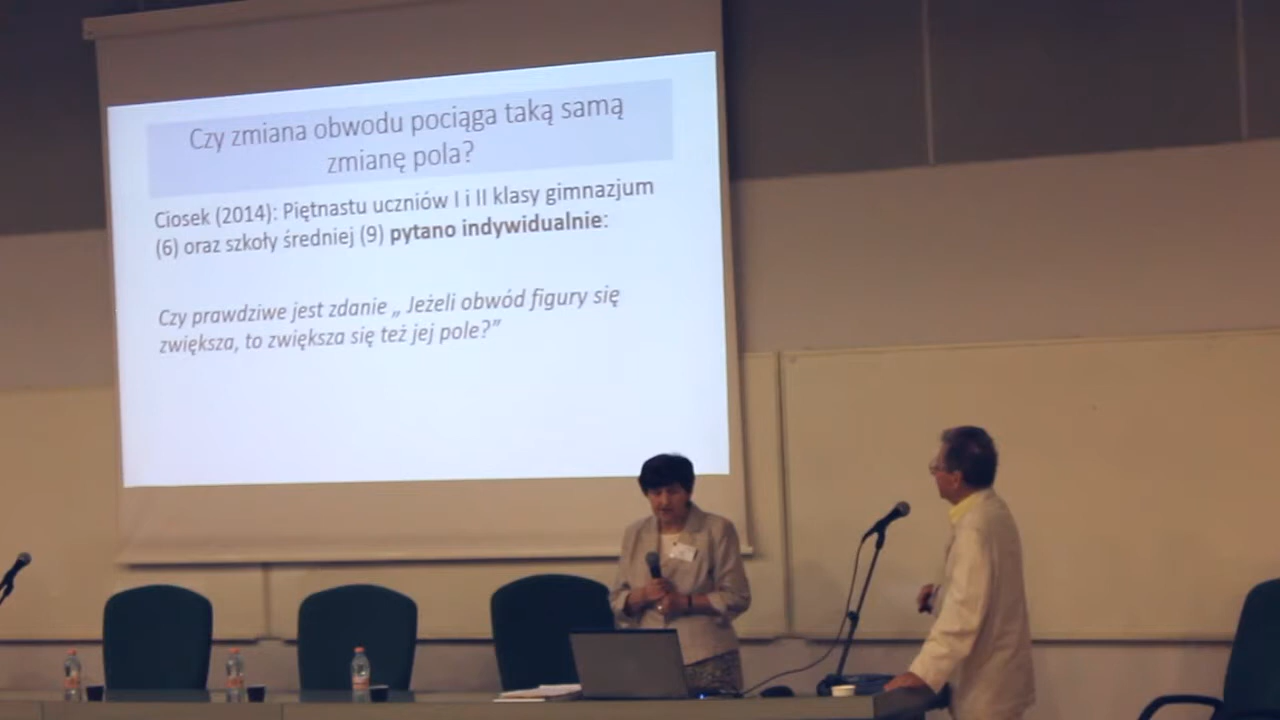 Czy zmiana obwodu pociąga taką samą
zmianę pola?
Ciosek (2014): Piętnastu uczniów I i II klasy gimnazjum
(6) oraz szkoły średniej (9) pytano indywidualnie:
Czy prawdziwe jest zdanie „ Jeżeli obwód figury się
zwiększa, to zwiększa się też jej pole?”